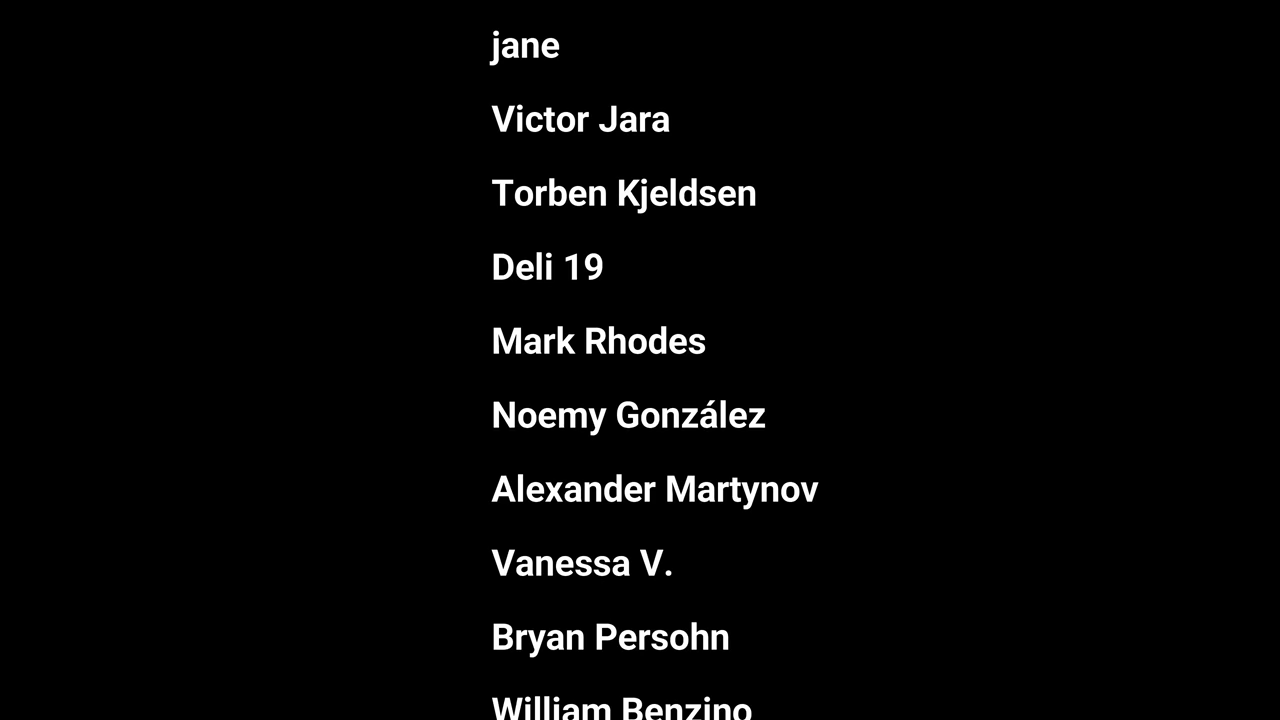 jane
Victor Jara
Torben Kjeldsen
Deli 19
Mark Rhodes
Noemy González
Alexander Martynov
Vanessa V.
Bryan Persohn
William Benzino